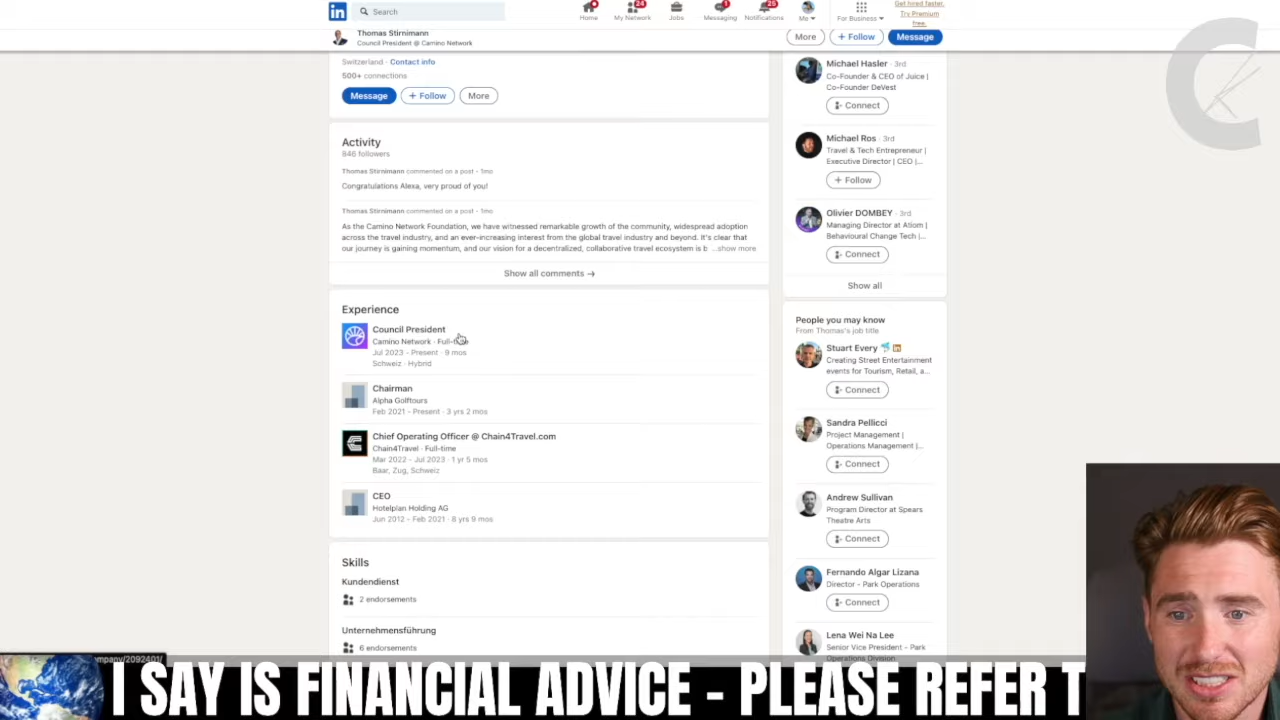 Search
Home
24
My Network
Jobs
1
Messaging
25
Notifications
Me
For Business
Get hired faster.
Try Premium
free.
Thomas Stirnimann
Council President @ Camino Network
More
+ Follow
Message
Switzerland · Contact info
500+ connections
Message
+ Follow
More
Activity
846 followers
Thomas Stirnimann commented on a post · 1mo
Congratulations Alexa, very proud of you!
Thomas Stirnimann commented on a post · 1mo
As the Camino Network Foundation, we have witnessed remarkable growth of the community, widespread adoption
across the travel industry, and an ever-increasing interest from the global travel industry and beyond. It's clear that
our journey is gaining momentum, and our vision for a decentralized, collaborative travel ecosystem is b ...show more
Show all comments →
Experience
Council President
Camino Network · Full-time
Jul 2023 - Present · 9 mos
Schweiz · Hybrid
Chairman
Alpha Golftours
Feb 2021 - Present · 3 yrs 2 mos
Chief Operating Officer @ Chain4Travel.com
Chain4Travel · Full-time
Mar 2022 - Jul 2023 · 1 yr 5 mos
Baar, Zug, Schweiz
CEO
Hotelplan Holding AG
Jun 2012 - Feb 2021 · 8 yrs 9 mos
Skills
Kundendienst
2 endorsements
Unternehmensführung
6 endorsements
Michael Hasler · 3rd
Co-Founder & CEO of Juice |
Co-Founder DeVest
Connect
Michael Ros · 3rd
Travel & Tech Entrepreneur |
Executive Director | CEO |...
+ Follow
Olivier DOMBEY · 3rd
Managing Director at Atiom |
Behavioural Change Tech |...
Connect
Show all
People you may know
From Thomas's job title
Stuart Every
Creating Street Entertainment
events for Tourism, Retail, a...
Connect
Sandra Pellicci
Project Management |
Operations Management |...
Connect
Andrew Sullivan
Program Director at Spears
Theatre Arts
Connect
Fernando Algar Lizana
Director - Park Operations
Connect
Lena Wei Na Lee
Senior Vice President - Park
Operations Division
ompany/2092401/
I SAY IS FINANCIAL ADVICE - PLEASE REFER T